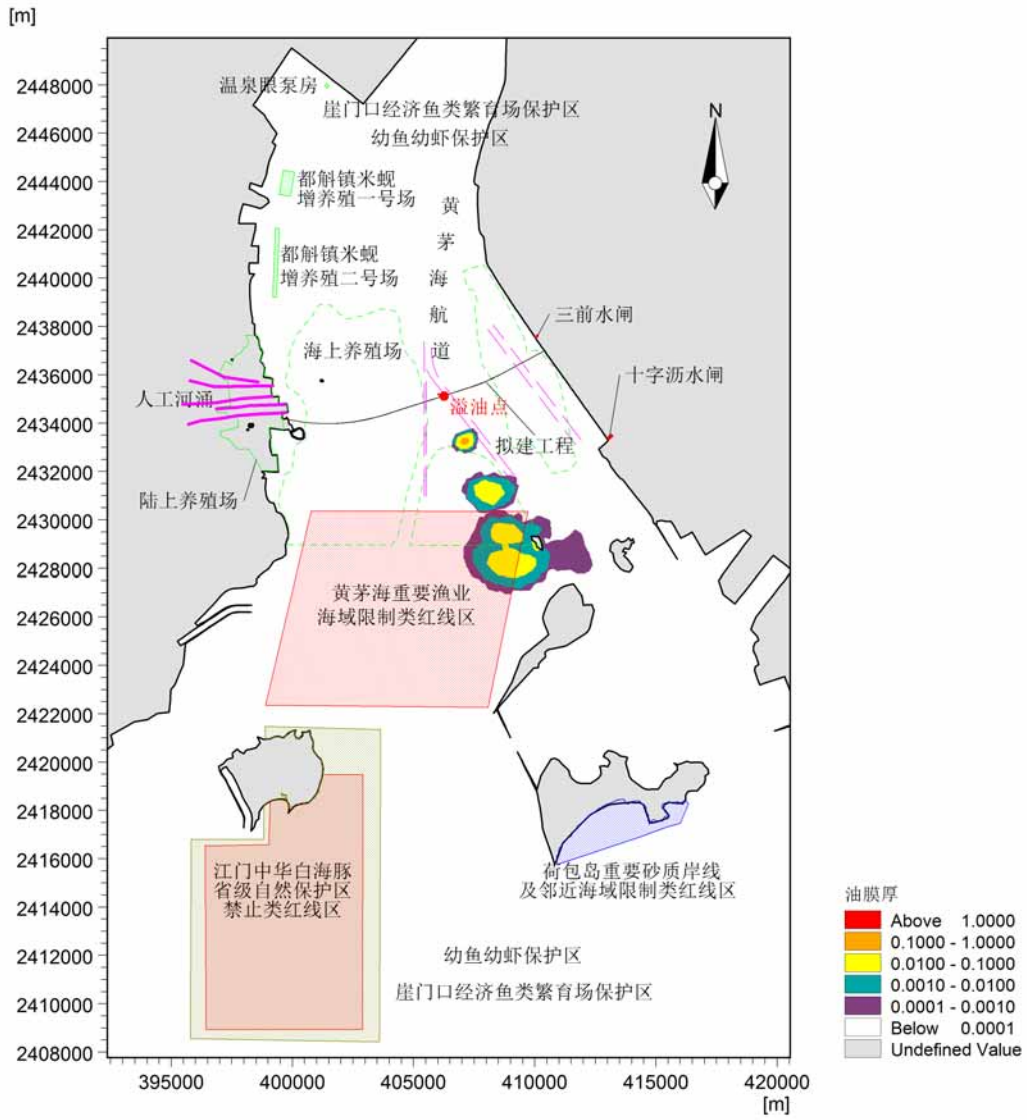 [m]
2448000
2446000
2444000
2442000
2440000
2438000
2436000
2434000
2432000
2430000
2428000
2426000
2424000
2422000
2420000
2418000
2416000
2414000
2412000
2410000
2408000
温泉眼泵房
崖门口经济鱼类繁育场保护区
幼鱼幼虾保护区
N
都斛镇米蚬
增养殖一号场
黄茅海航道
都斛镇米蚬
增养殖二号场
三前水闸
海上养殖场
十字沥水闸
人工河涌
溢油点
拟建工程
陆上养殖场
黄茅海重要渔业
海域限制类红线区
江门中华白海豚
省级自然保护区
禁止类红线区
荷包岛重要砂质岸线
及邻近海域限制类红线区
幼鱼幼虾保护区
崖门口经济鱼类繁育场保护区
油膜厚
Above 1.0000
0.1000 - 1.0000
0.0100 - 0.1000
0.0010 - 0.0100
0.0001 - 0.0010
Below 0.0001
Undefined Value
395000 400000 405000 410000 415000 420000
[m]